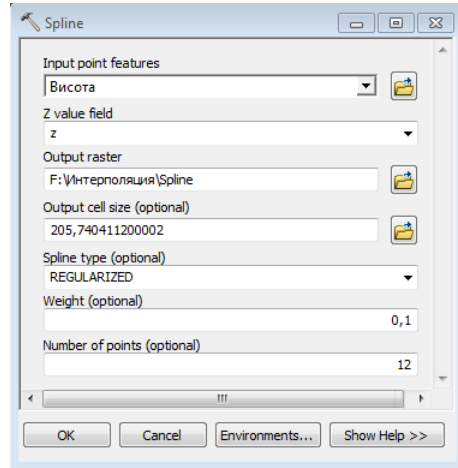 Spline
Input point features
Висота
Z value field
z
Output raster
F:\Интерполяция\Spline
Output cell size (optional)
205,740411200002
Spline type (optional)
REGULARIZED
Weight (optional)
0,1
Number of points (optional)
12
OK Cancel Environments... Show Help >>